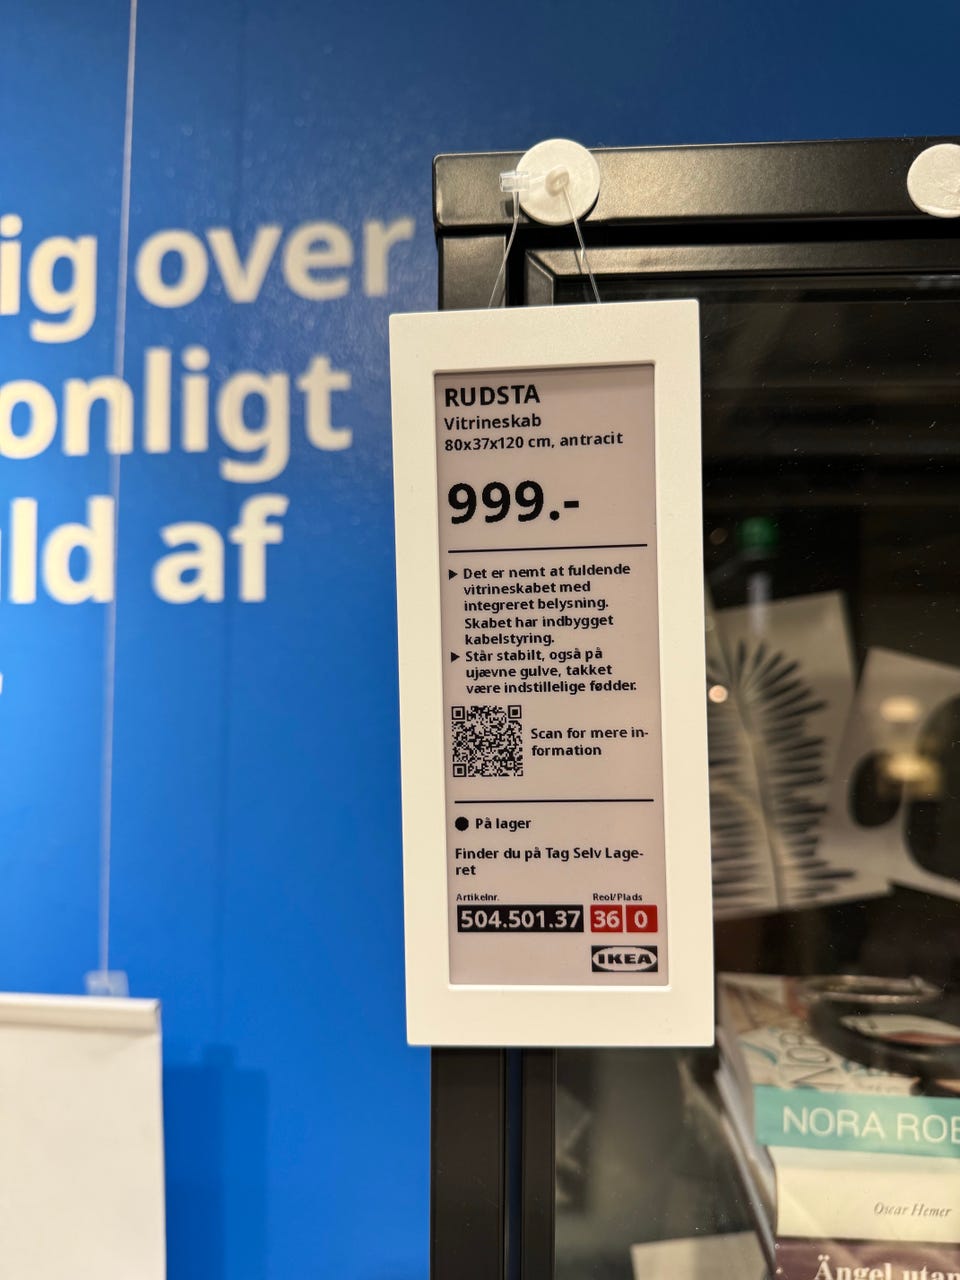 ig over
onligt
ld af
RUDSTA
Vitrineskab
80x37x120 cm, antracit
999.-
▶ Det er nemt at fuldende
vitrineskabet med
integreret belysning.
Skabet har indbygget
kabelstyring.
▶ Står stabilt, også på
ujævne gulve, takket
være indstillelige fødder.
Scan for mere in-
formation
● På lager
Finder du på Tag Selv Lage-
ret
Artikelnr. Reol/Plads
504.501.37 36 0
IKEA
NORA ROB
Oscar Hemer
Ängel utan